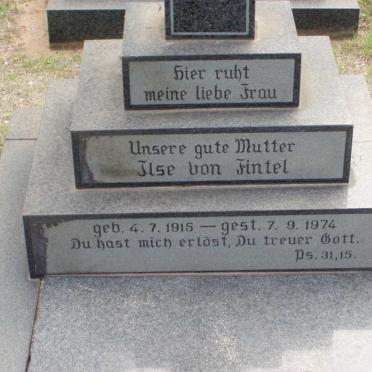 Hier ruht
meine liebe Frau
Unsere gute Mutter
Ilse von Fintel
geb. 4. 7. 1915 — gest. 7. 9. 1974
Du hast mich erlöst, Du treuer Gott.
Ps. 31,15.